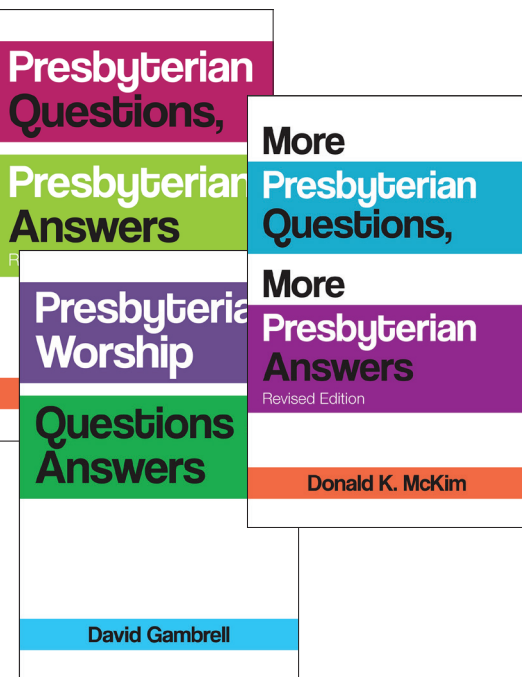 Presbyterian
Questions,
Presbyterian
Answers
R
More
Presbyterian
Questions,
More
Presbyterian
Answers
Revised Edition
Donald K. McKim
Presbyteria
Worship
Questions
Answers
David Gambrell